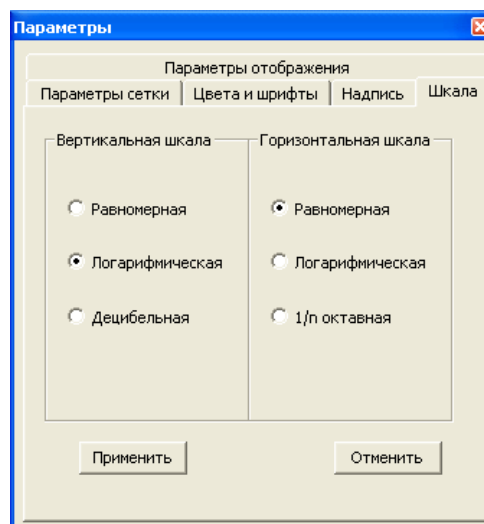 Параметры
Параметры отображения
Параметры сетки Цвета и шрифты Надпись Шкала
Вертикальная шкала Горизонтальная шкала
Равномерная Равномерная
Логарифмическая Логарифмическая
Децибельная 1/n октавная
Применить Отменить